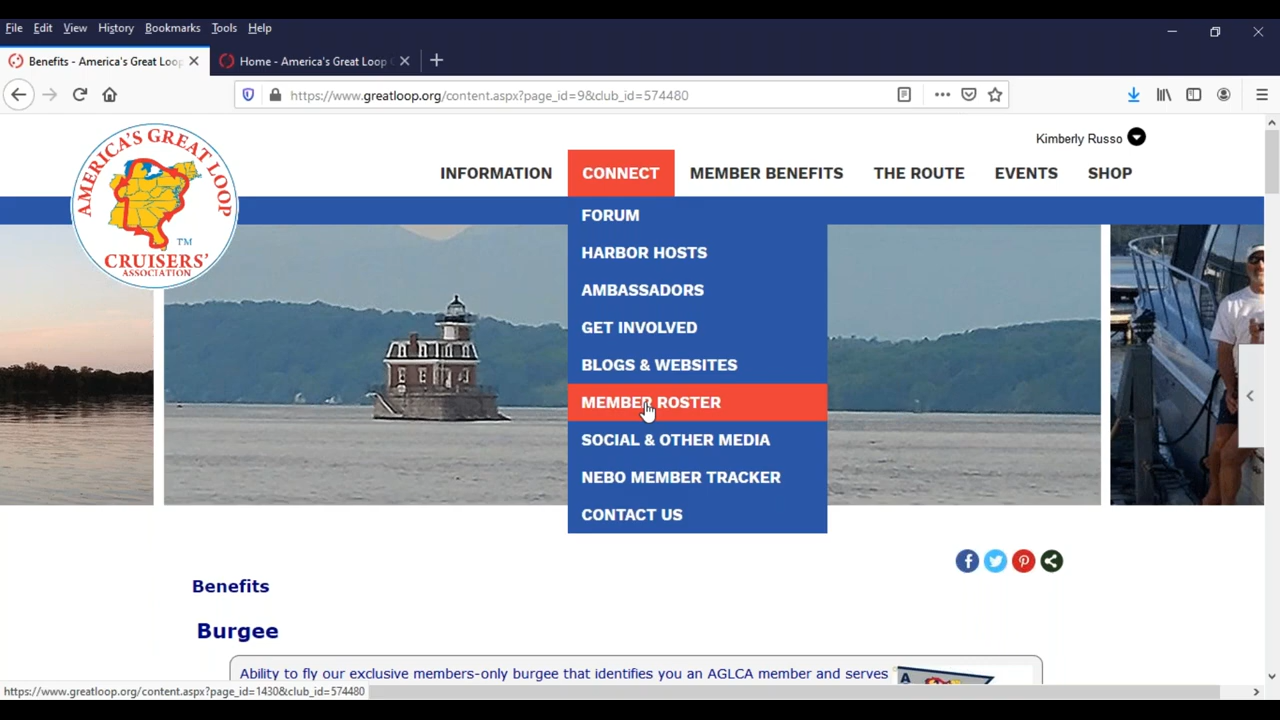 File Edit View History Bookmarks Tools Help
Benefits - America's Great Loop
Home - America's Great Loop
https://www.greatloop.org/content.aspx?page_id=9&club_id=574480
Kimberly Russo
AMERICA'S GREAT LOOP
TM
CRUISERS'
ASSOCIATION
INFORMATION CONNECT MEMBER BENEFITS THE ROUTE EVENTS SHOP
FORUM
HARBOR HOSTS
AMBASSADORS
GET INVOLVED
BLOGS & WEBSITES
MEMBER ROSTER
SOCIAL & OTHER MEDIA
NEBO MEMBER TRACKER
CONTACT US
Benefits
Burgee
Ability to fly our exclusive members-only burgee that identifies you an AGLCA member and serves
A
https://www.greatloop.org/content.aspx?page_id=1430&club_id=574480